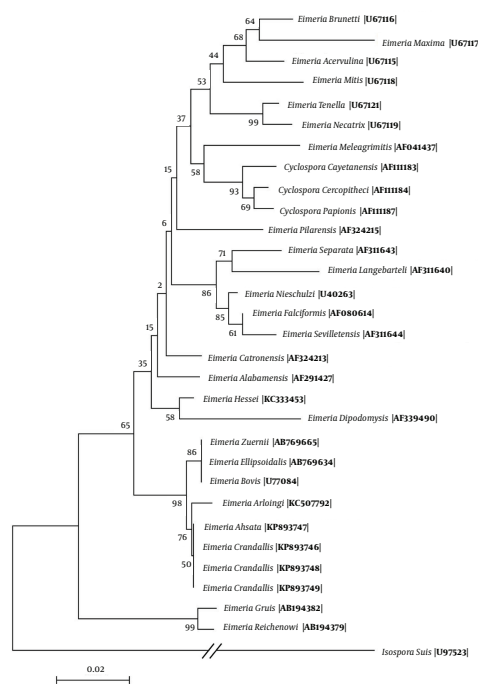 64
Eimeria Brunetti |U67116|
68
Eimeria Maxima |U67117
44
Eimeria Acervulina |U67115|
53
Eimeria Mitis |U67118|
Eimeria Tenella |U67121|
99
Eimeria Necatrix |U67119|
37
Eimeria Meleagrimitis |AF041437|
58
Cyclospora Cayetanensis |AF111183|
15
93
Cyclospora Cercopitheci |AF111184|
69
Cyclospora Papionis |AF111187|
6
Eimeria Pilarensis |AF324215|
71
Eimeria Separata |AF311643|
Eimeria Langebarteli |AF311640|
86
Eimeria Nieschulzi |U40263|
2
85
Eimeria Falciformis |AF080614|
61
Eimeria Sevilletensis |AF311644|
15
Eimeria Catronensis |AF324213|
35
Eimeria Alabamensis |AF291427|
Eimeria Hessei |KC333453|
58
Eimeria Dipodomysis |AF339490|
65
Eimeria Zuernii |AB769665|
86
Eimeria Ellipsoidalis |AB769634|
Eimeria Bovis |U77084|
98
Eimeria Arloingi |KC507792|
76
Eimeria Ahsata |KP893747|
Eimeria Crandallis |KP893746|
50
Eimeria Crandallis |KP893748|
Eimeria Crandallis |KP893749|
Eimeria Gruis |AB194382|
99
Eimeria Reichenowi |AB194379|
Isospora Suis |U97523|
0.02